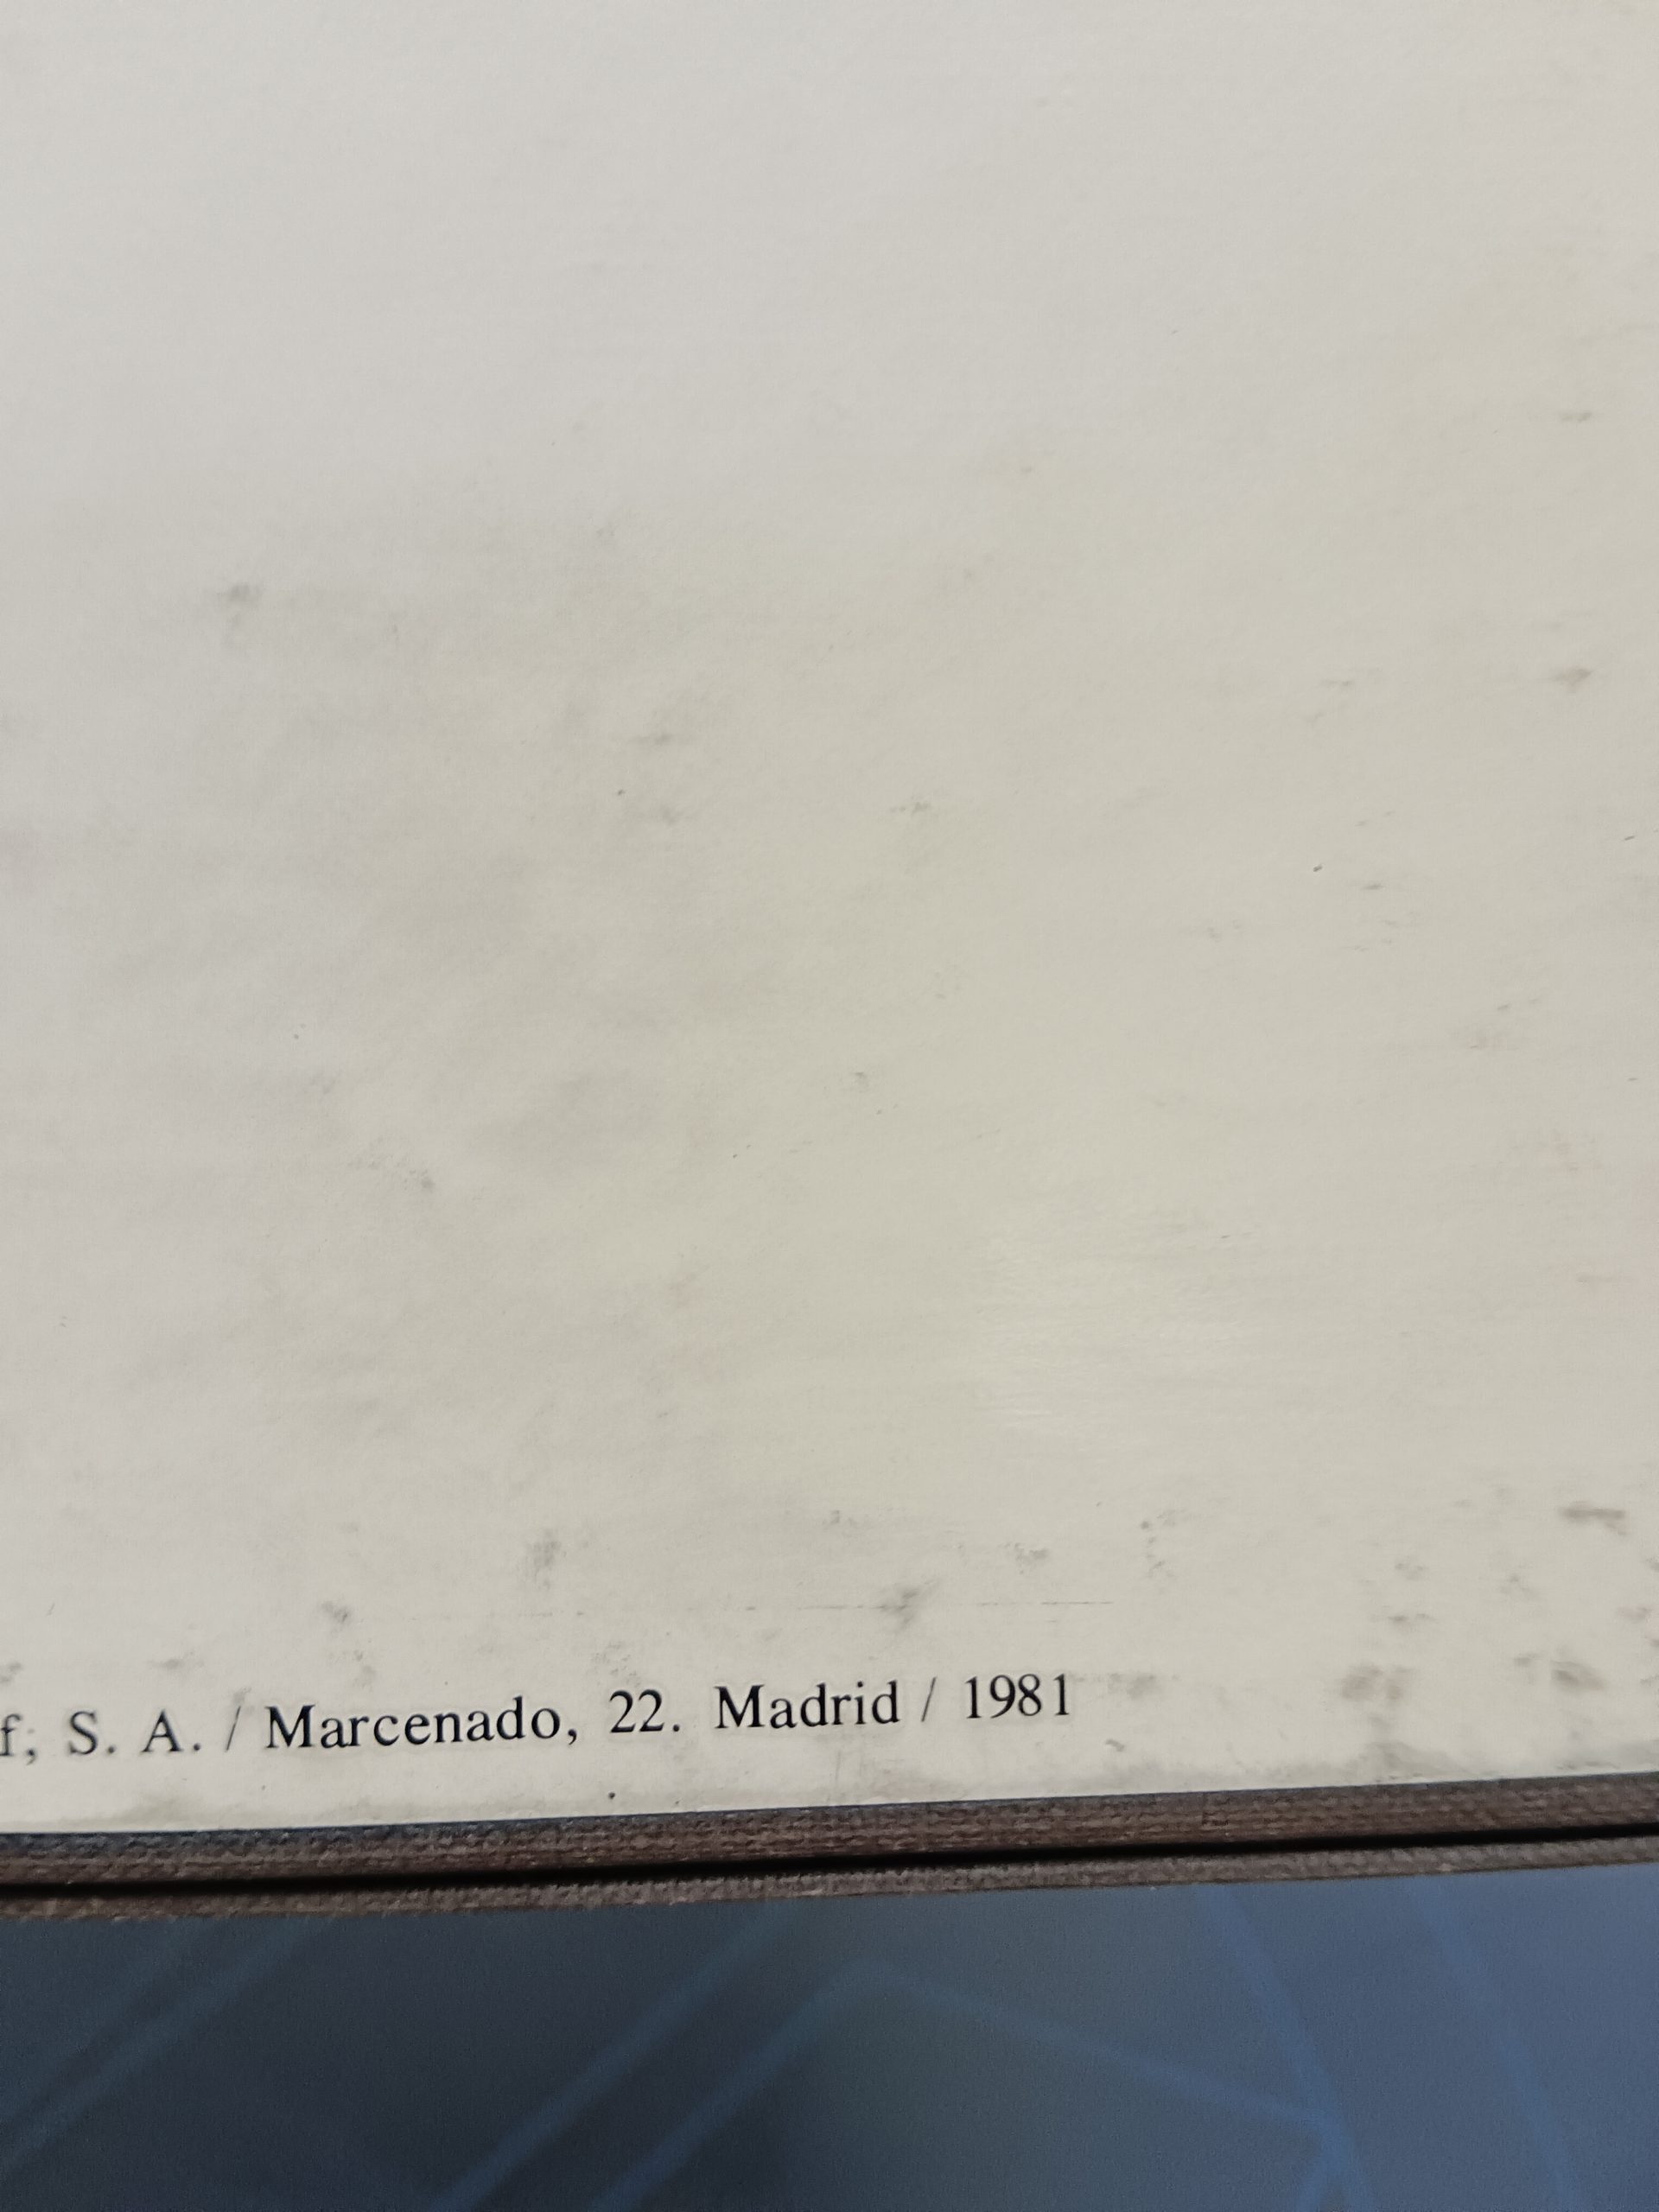 f; S. A. / Marcenado, 22. Madrid / 1981